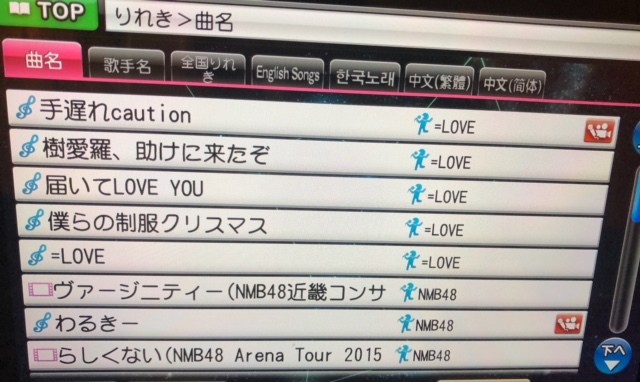 TOP
りれき＞曲名
曲名
歌手名
全国りれき
English Songs
한국노래
中文(繁體)
中文(简体)
手遅れcaution =LOVE
樹愛羅、助けに来たぞ =LOVE
届いてLOVE YOU =LOVE
僕らの制服クリスマス =LOVE
=LOVE =LOVE
ヴァージニティー(NMB48近畿コンサ NMB48
わるきー NMB48
らしくない(NMB48 Arena Tour 2015 NMB48
下へ